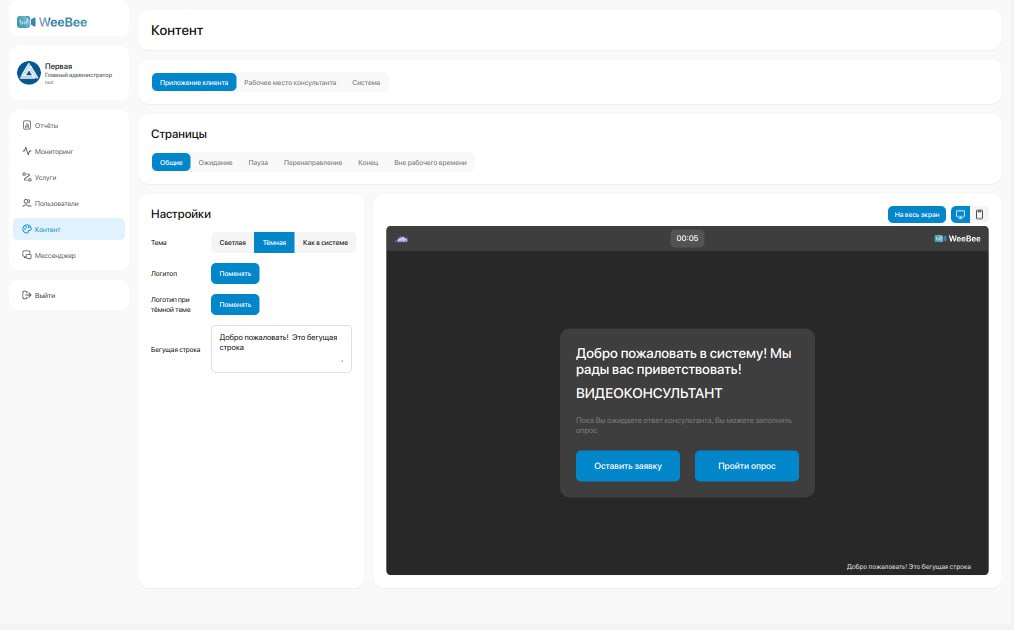 WeeBee
Первая
Главный администратор
root
Отчёты
Мониторинг
Услуги
Пользователи
Контент
Мессенджер
Выйти
Контент
Приложение клиента Рабочее место консультанта Система
Страницы
Общие Ожидание Пауза Перенаправление Конец Вне рабочего времени
Настройки
Тема Светлая Тёмная Как в системе
Логотип Поменять
Логотип при
тёмной теме Поменять
Бегущая строка
Добро пожаловать! Это бегущая
строка
На весь экран
00:05
WeeBee
Добро пожаловать в систему! Мы
рады вас приветствовать!
ВИДЕОКОНСУЛЬТАНТ
Пока Вы ожидаете ответ консультанта, Вы можете заполнить
опрос
Оставить заявку Пройти опрос
Добро пожаловать! Это бегущая строка